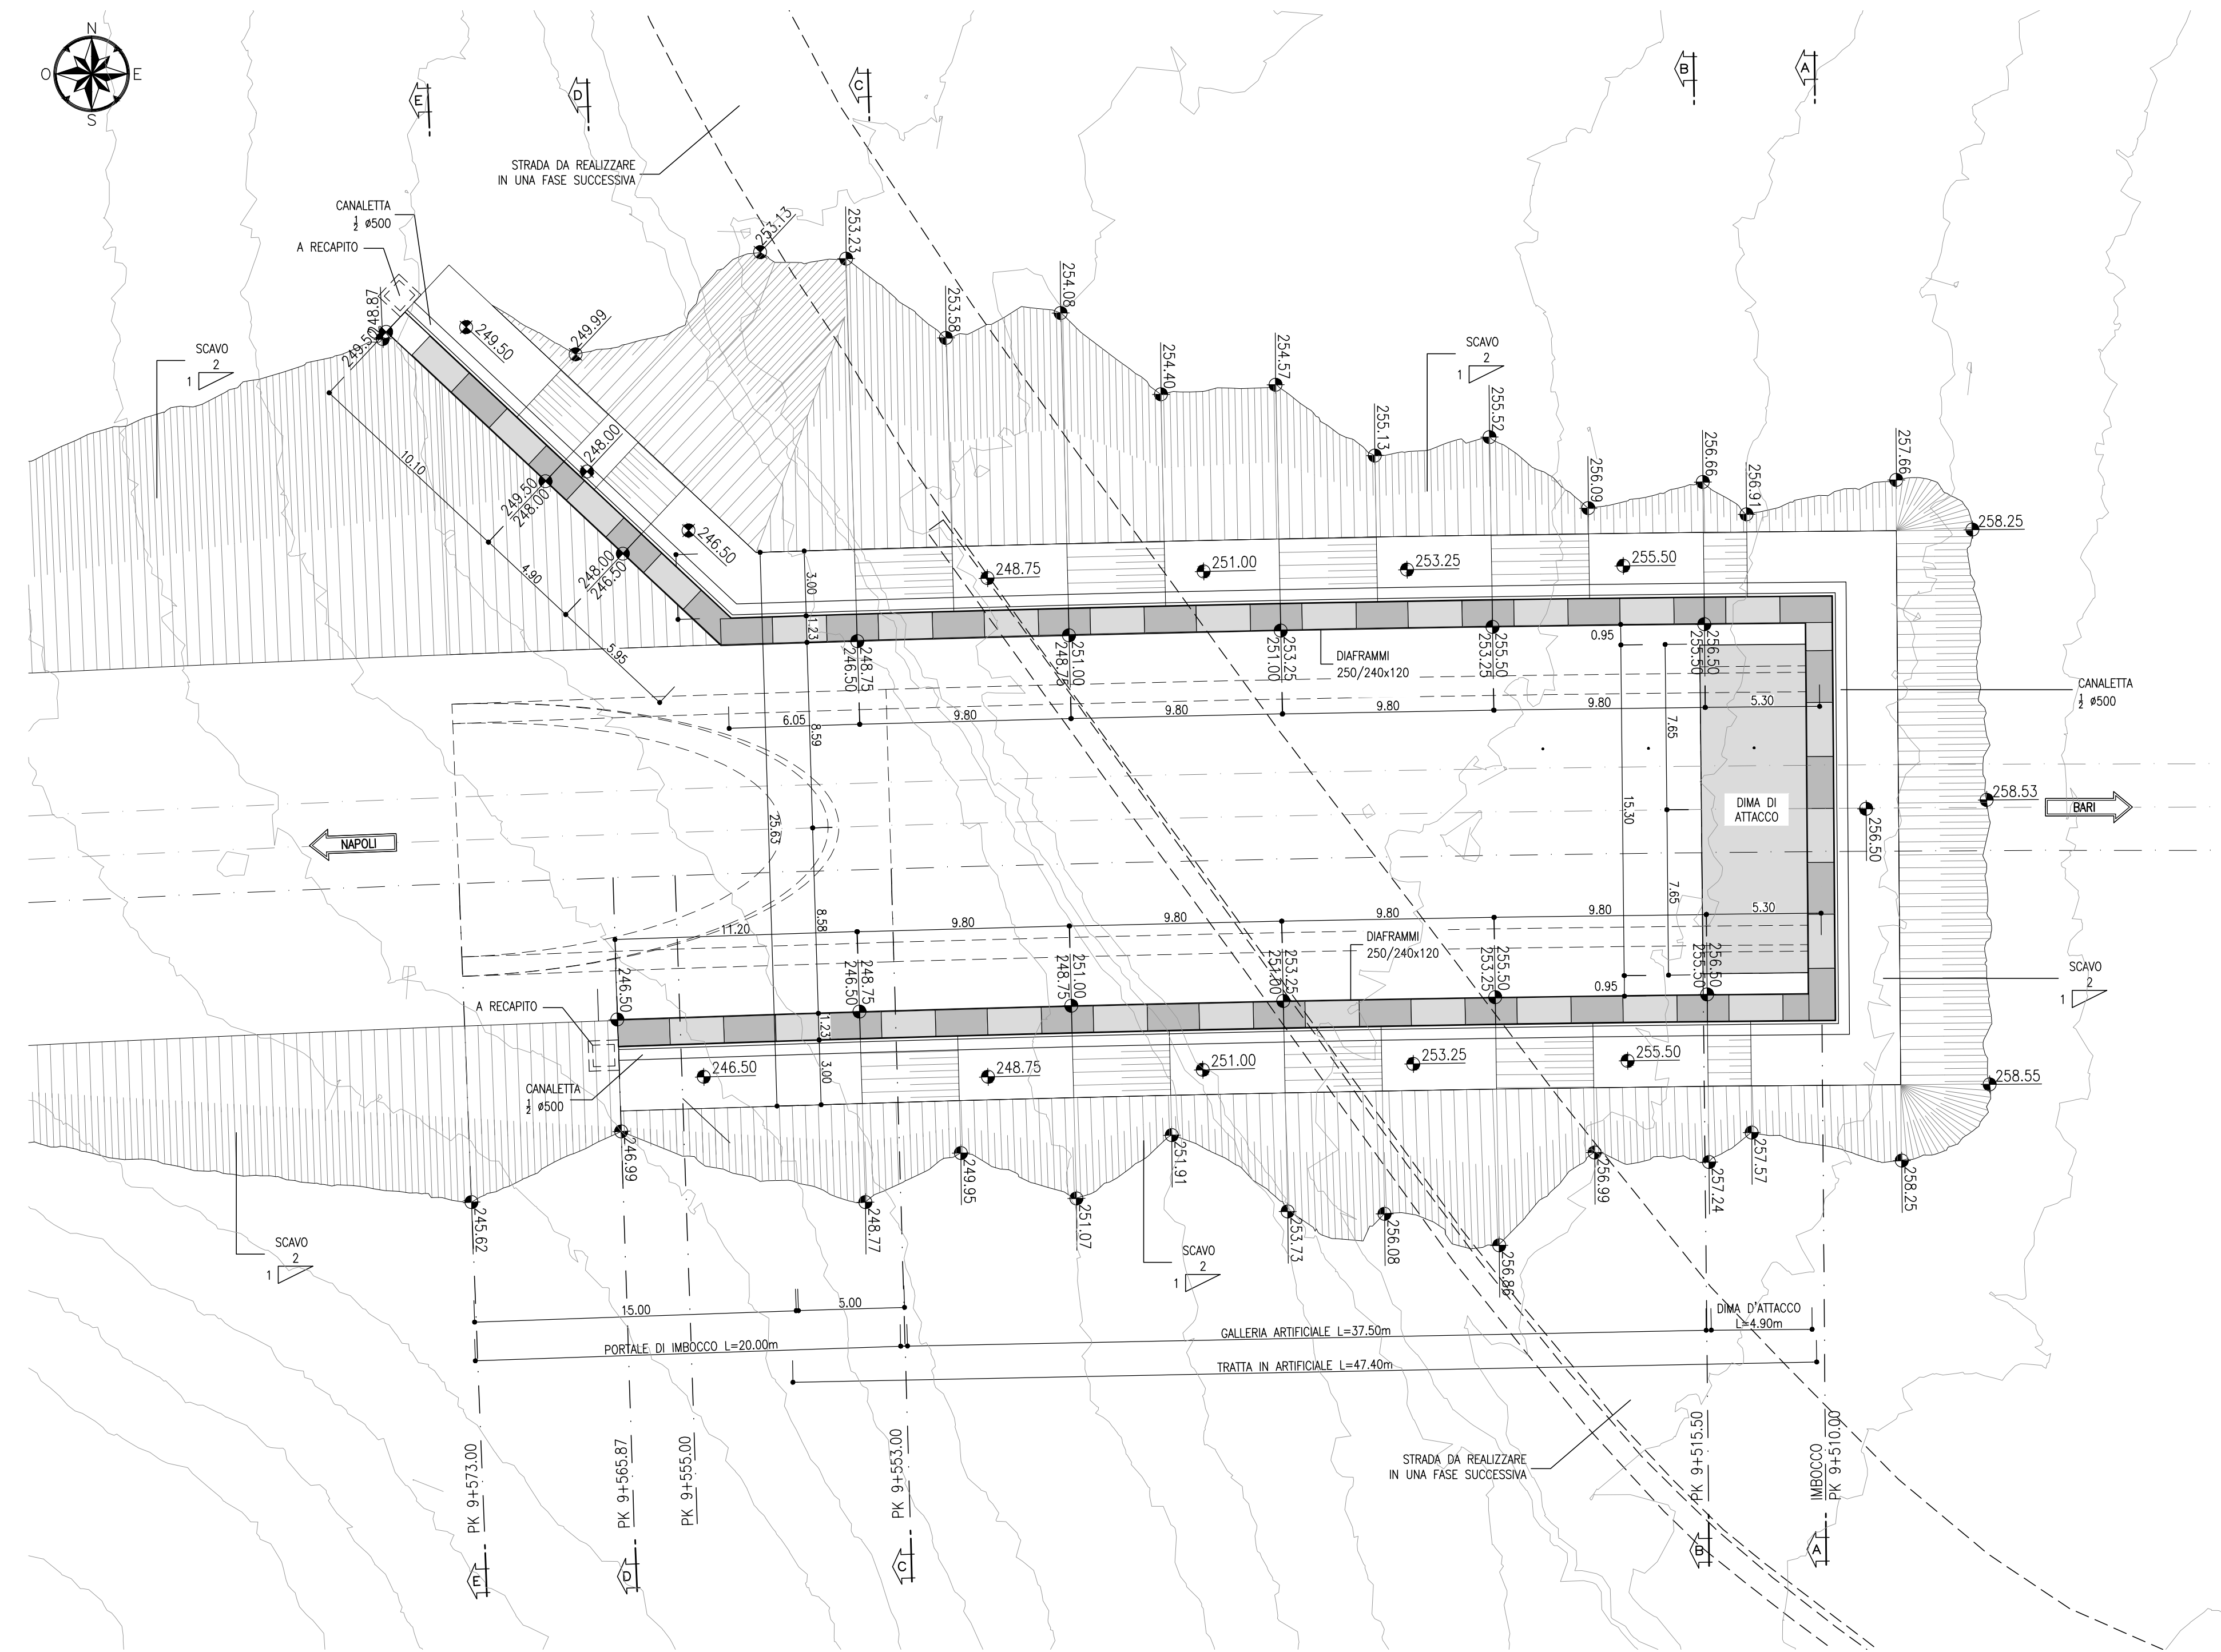 N
O
E
S
E
D
C
B
A
STRADA DA REALIZZARE
IN UNA FASE SUCCESSIVA
CANALETTA
½ ø500
A RECAPITO
248.87
249.50
249.50
249.99
253.13
253.23
253.58
254.08
254.40
254.57
255.13
255.52
256.09
256.66
256.91
257.66
258.25
SCAVO
2
1
SCAVO
2
1
10.10
249.50
248.00
248.00
4.90
248.00
246.50
246.50
5.95
3.00
1.23
248.75
251.00
253.25
255.50
248.75
246.50
251.00
248.75
253.25
251.00
255.50
253.25
256.50
255.50
0.95
DIAFRAMMI
250/240x120
CANALETTA
½ ø500
6.05
9.80
9.80
9.80
9.80
5.30
8.59
7.65
25.63
15.30
DIMA DI
ATTACCO
258.53
BARI
256.50
NAPOLI
8.58
7.65
11.20
9.80
9.80
9.80
9.80
5.30
DIAFRAMMI
250/240x120
246.50
248.75
246.50
251.00
248.75
253.25
251.00
255.50
253.25
256.50
255.50
0.95
SCAVO
2
1
A RECAPITO
1.23
3.00
246.50
248.75
251.00
253.25
255.50
258.55
CANALETTA
½ ø500
245.62
246.99
248.77
249.95
251.07
251.91
253.73
256.08
256.86
256.99
257.24
257.57
258.25
SCAVO
2
1
SCAVO
2
1
15.00
5.00
DIMA D'ATTACCO
L=4.90m
PORTALE DI IMBOCCO L=20.00m
GALLERIA ARTIFICIALE L=37.50m
TRATTA IN ARTIFICIALE L=47.40m
PK 9+573.00
PK 9+565.87
PK 9+555.00
PK 9+553.00
PK 9+515.50
IMBOCCO
PK 9+510.00
STRADA DA REALIZZARE
IN UNA FASE SUCCESSIVA
E
D
C
B
A